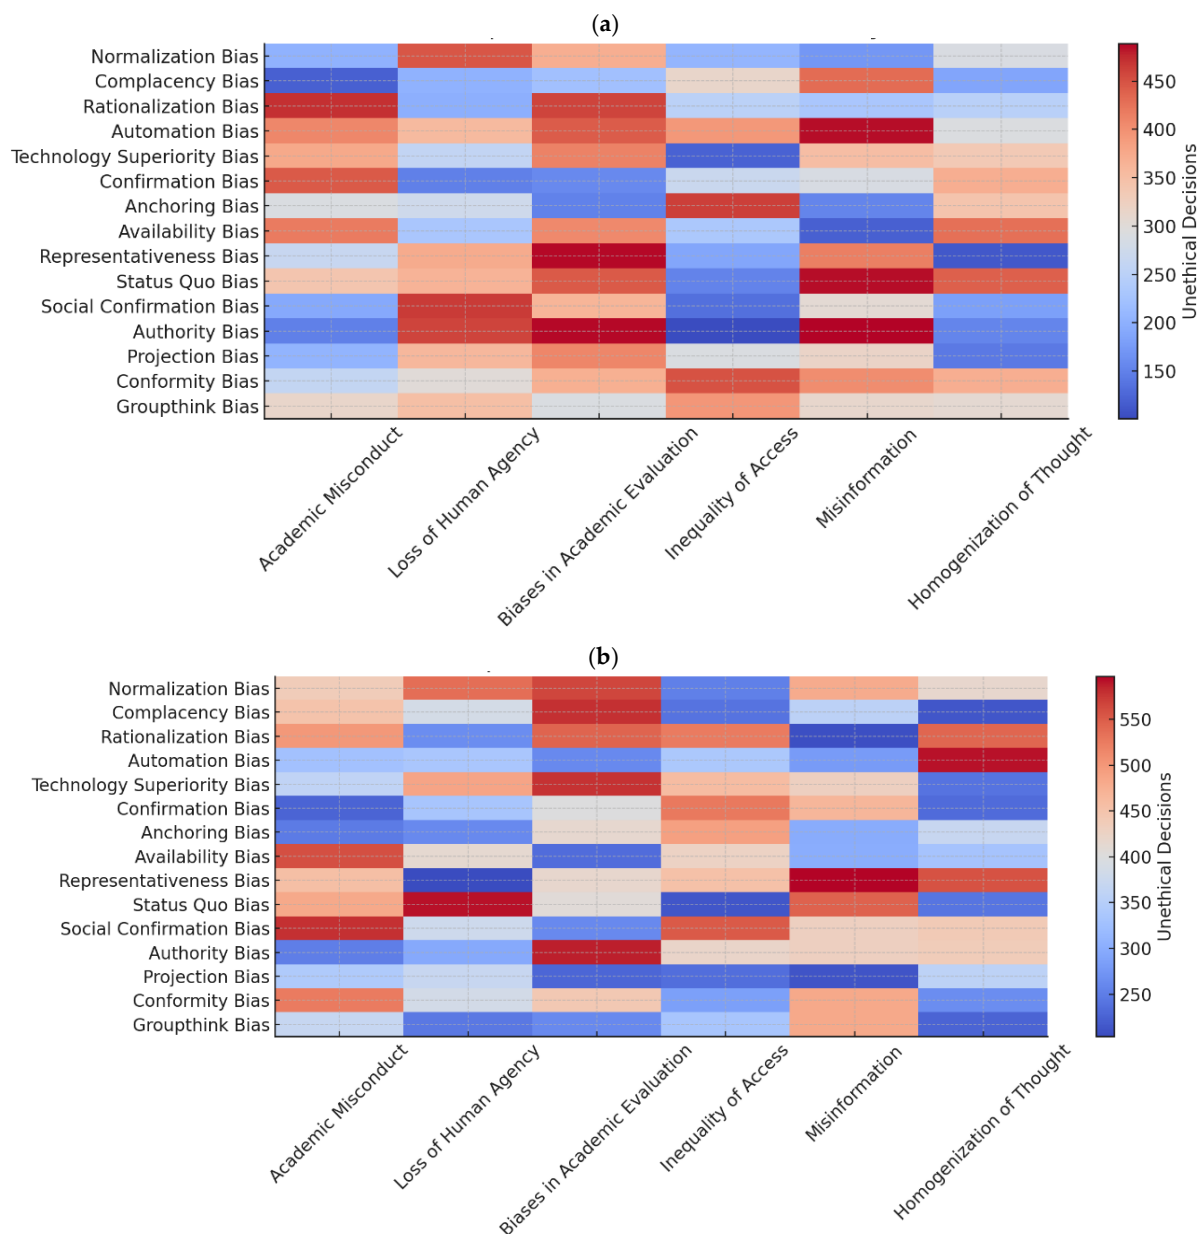 (a)
Normalization Bias
Complacency Bias
Rationalization Bias
Automation Bias
Technology Superiority Bias
Confirmation Bias
Anchoring Bias
Availability Bias
Representativeness Bias
Status Quo Bias
Social Confirmation Bias
Authority Bias
Projection Bias
Conformity Bias
Groupthink Bias
Academic Misconduct
Loss of Human Agency
Biases in Academic Evaluation
Inequality of Access
Misinformation
Homogenization of Thought
450
400
350
300
250
200
150
Unethical Decisions
(b)
Normalization Bias
Complacency Bias
Rationalization Bias
Automation Bias
Technology Superiority Bias
Confirmation Bias
Anchoring Bias
Availability Bias
Representativeness Bias
Status Quo Bias
Social Confirmation Bias
Authority Bias
Projection Bias
Conformity Bias
Groupthink Bias
Academic Misconduct
Loss of Human Agency
Biases in Academic Evaluation
Inequality of Access
Misinformation
Homogenization of Thought
550
500
450
400
350
300
250
Unethical Decisions